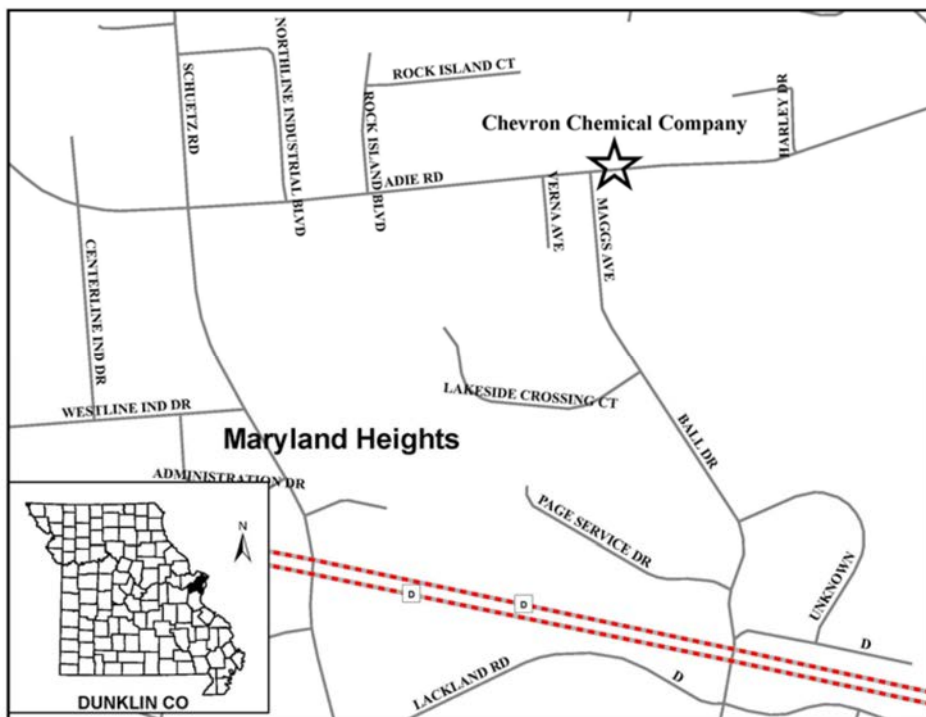 ROCK ISLAND CT
SCHUETZ RD
NORTHLINE INDUSTRIAL BLVD
ROCK ISLAND BLVD
HARLEY DR
Chevron Chemical Company
ADIE RD
VERNA AVE
MAGGS AVE
CENTERLINE IND DR
LAKESIDE CROSSING CT
WESTLINE IND DR
Maryland Heights
BALL DR
ADMINISTRATION DR
PAGE SERVICE DR
N
UNKNOWN
D
D
D
LACKLAND RD
D
DUNKLIN CO